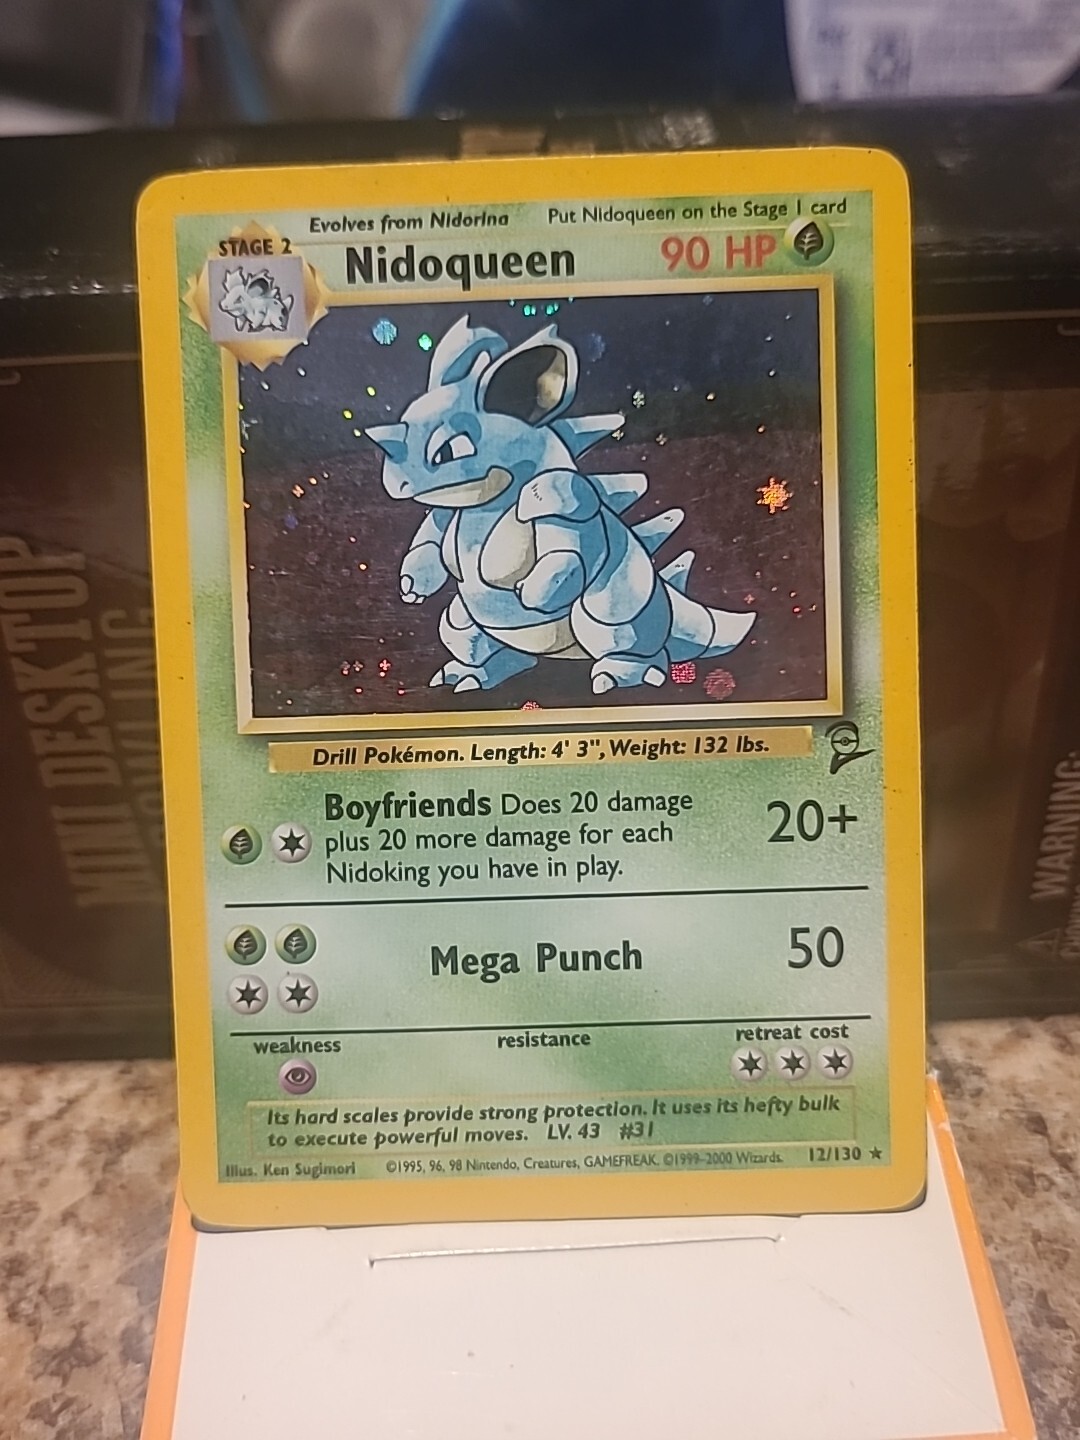 Evolves from Nidorina Put Nidoqueen on the Stage 1 card
STAGE 2
Nidoqueen 90 HP
Drill Pokémon. Length: 4' 3", Weight: 132 lbs.
Boyfriends Does 20 damage
plus 20 more damage for each
Nidoking you have in play.
20+
Mega Punch 50
weakness resistance retreat cost
Its hard scales provide strong protection. It uses its hefty bulk
to execute powerful moves. LV. 43 #31
Illus. Ken Sugimori ©1995, 96, 98 Nintendo, Creatures, GAMEFREAK. ©1999-2000 Wizards. 12/130 ★
MINI DESKTOP
WARNING: